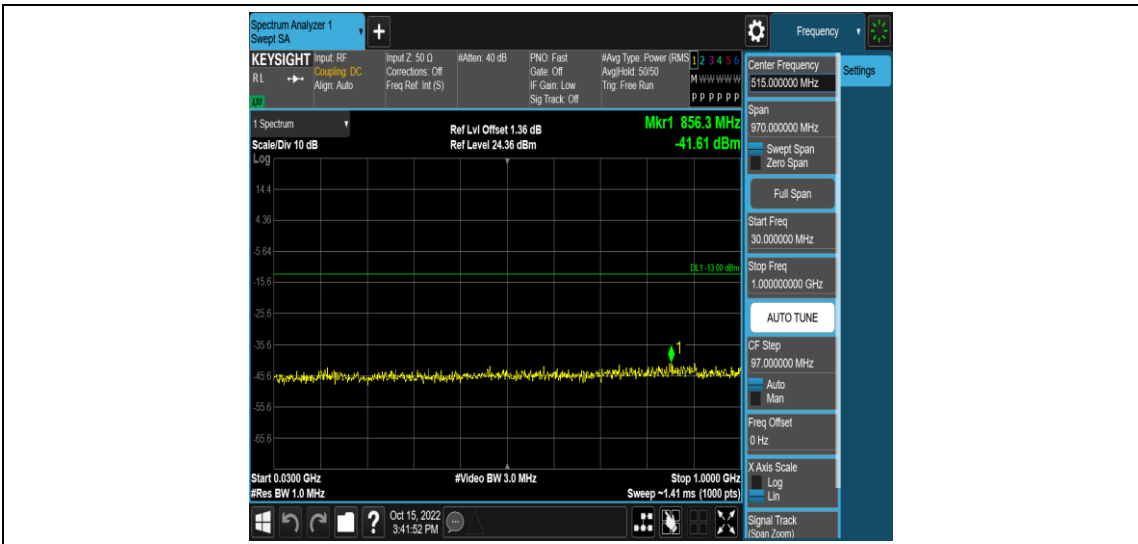 Spectrum Analyzer 1
Swept SA
+
Frequency
KEYSIGHT
RL
LXI
Input: RF
Coupling: DC
Align: Auto
Input Z: 50 Ω
Corrections: Off
Freq Ref: Int (S)
#Atten: 40 dB
PNO: Fast
Gate: Off
IF Gain: Low
Sig Track: Off
#Avg Type: Power (RMS
Avg|Hold: 50/50
Trig: Free Run
1 2 3 4 5 6
M W W W W W
P P P P P P
1 Spectrum
Scale/Div 10 dB
Ref Lvl Offset 1.36 dB
Ref Level 24.36 dBm
Mkr1 856.3 MHz
-41.61 dBm
Log
14.4
4.36
-5.64
DL1 -13.00 dBm
-15.6
-25.6
-35.6
1
-45.6
-55.6
-65.6
Start 0.0300 GHz
#Res BW 1.0 MHz
#Video BW 3.0 MHz
Stop 1.0000 GHz
Sweep ~1.41 ms (1000 pts)
?
Oct 15, 2022
3:41:52 PM
Center Frequency
515.000000 MHz
Settings
Span
970.000000 MHz
Swept Span
Zero Span
Full Span
Start Freq
30.000000 MHz
Stop Freq
1.000000000 GHz
AUTO TUNE
CF Step
97.000000 MHz
Auto
Man
Freq Offset
0 Hz
X Axis Scale
Log
Lin
Signal Track
(Span Zoom)